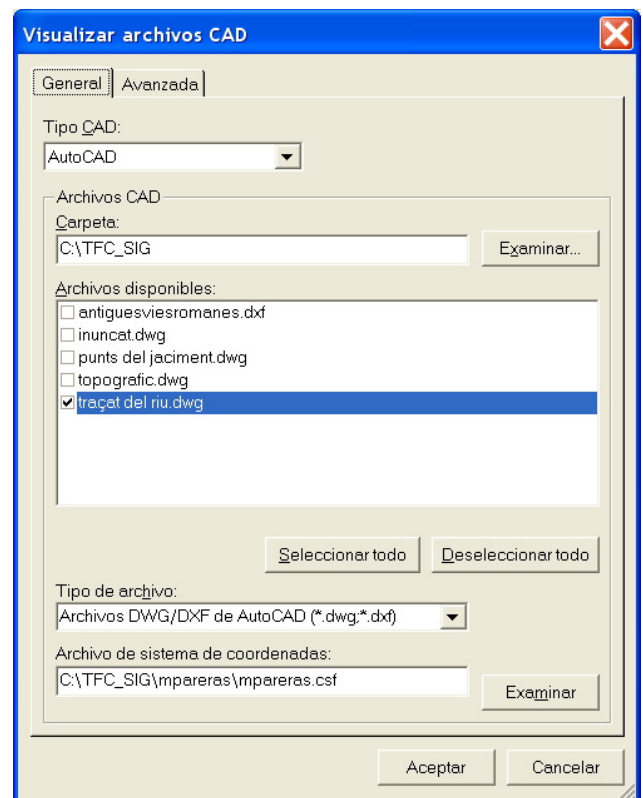 Visualizar archivos CAD
General Avanzada
Tipo CAD:
AutoCAD
Archivos CAD
Carpeta:
C:\TFC_SIG Examinar...
Archivos disponibles:
antiguesviesromanes.dxf
inuncat.dwg
punts del jaciment.dwg
topografic.dwg
traçat del riu.dwg
Seleccionar todo Deseleccionar todo
Tipo de archivo:
Archivos DWG/DXF de AutoCAD (*.dwg;*.dxf)
Archivo de sistema de coordenadas:
C:\TFC_SIG\mpareras\mpareras.csf Examinar
Aceptar Cancelar